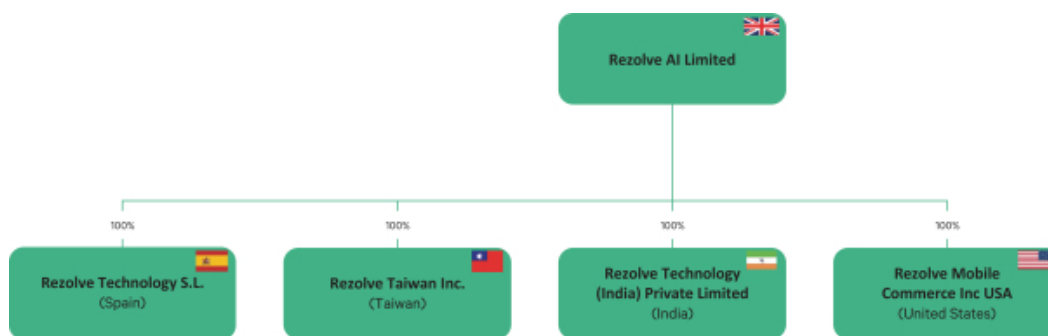 Rezolve AI Limited
100%
100%
100%
100%
Rezolve Technology S.L.
(Spain)
Rezolve Taiwan Inc.
(Taiwan)
Rezolve Technology
(India) Private Limited
(India)
Rezolve Mobile
Commerce Inc USA
(United States)